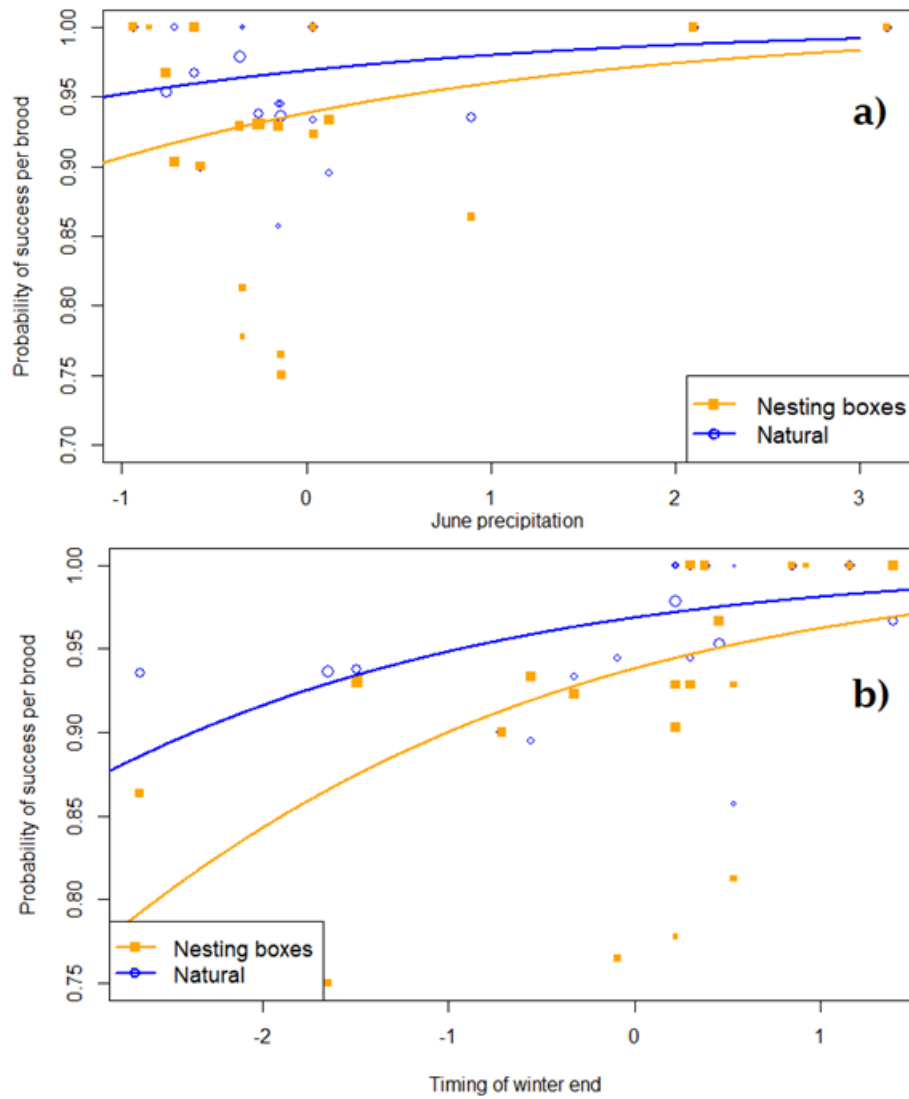 1.00
0.95
0.90
0.85
0.80
0.75
0.70
Probability of success per brood
a)
Nesting boxes
Natural
-1 0 1 2 3
June precipitation
1.00
0.95
0.90
0.85
0.80
0.75
Probability of success per brood
b)
Nesting boxes
Natural
-2 -1 0 1
Timing of winter end